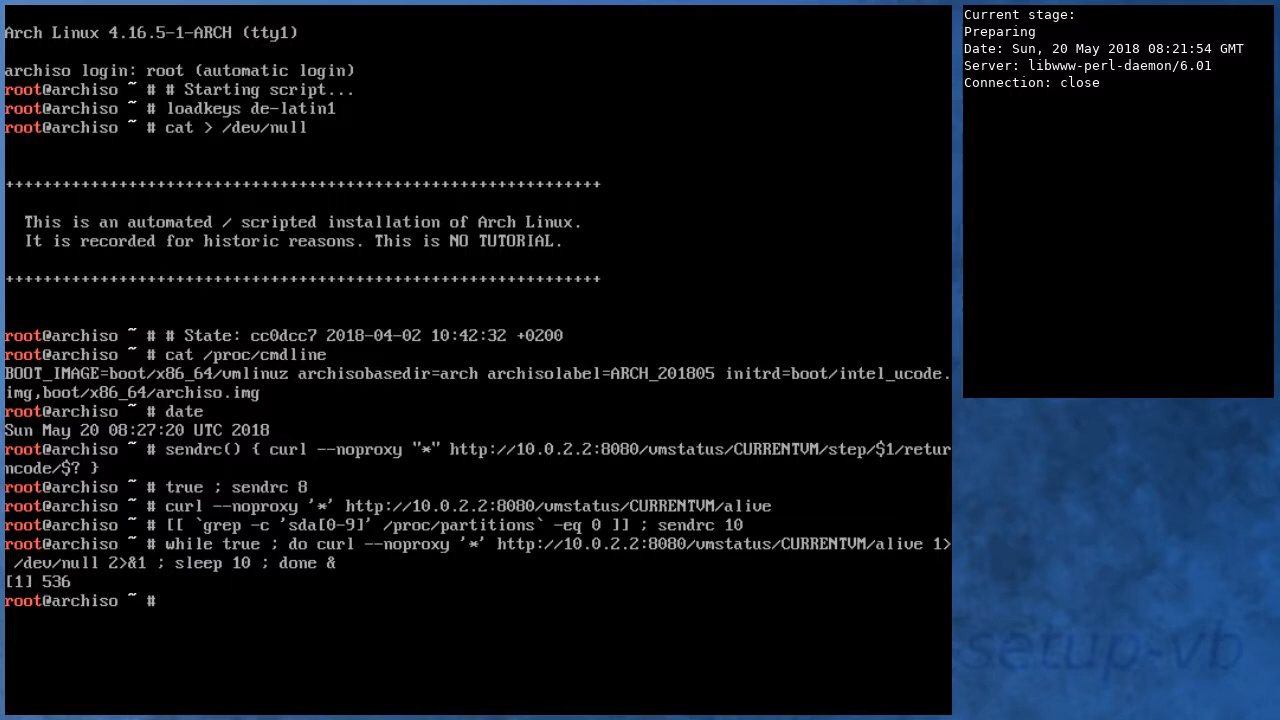 Arch Linux 4.16.5-1-ARCH (tty1)
archiso login: root (automatic login)
root@archiso ~ # # Starting script...
root@archiso ~ # loadkeys de-latin1
root@archiso ~ # cat > /dev/null
+++++++++++++++++++++++++++++++++++++++++++++++++++++++++++++++
This is an automated / scripted installation of Arch Linux.
It is recorded for historic reasons. This is NO TUTORIAL.
+++++++++++++++++++++++++++++++++++++++++++++++++++++++++++++++
root@archiso ~ # # State: cc0dcc7 2018-04-02 10:42:32 +0200
root@archiso ~ # cat /proc/cmdline
BOOT_IMAGE=boot/x86_64/vmlinuz archisobasedir=arch archisolabel=ARCH_201805 initrd=boot/intel_ucode.
img,boot/x86_64/archiso.img
root@archiso ~ # date
Sun May 20 08:27:20 UTC 2018
root@archiso ~ # sendrc() { curl --noproxy "*" http://10.0.2.2:8080/vmstatus/CURRENTVM/step/$1/retur
ncode/$? }
root@archiso ~ # true ; sendrc 8
root@archiso ~ # curl --noproxy '*' http://10.0.2.2:8080/vmstatus/CURRENTVM/alive
root@archiso ~ # [[ `grep -c 'sda[0-9]' /proc/partitions` -eq 0 ]] ; sendrc 10
root@archiso ~ # while true ; do curl --noproxy '*' http://10.0.2.2:8080/vmstatus/CURRENTVM/alive 1>
/dev/null 2>&1 ; sleep 10 ; done &
[1] 536
root@archiso ~ #
Current stage:
Preparing
Date: Sun, 20 May 2018 08:21:54 GMT
Server: libwww-perl-daemon/6.01
Connection: close
-setup-vb